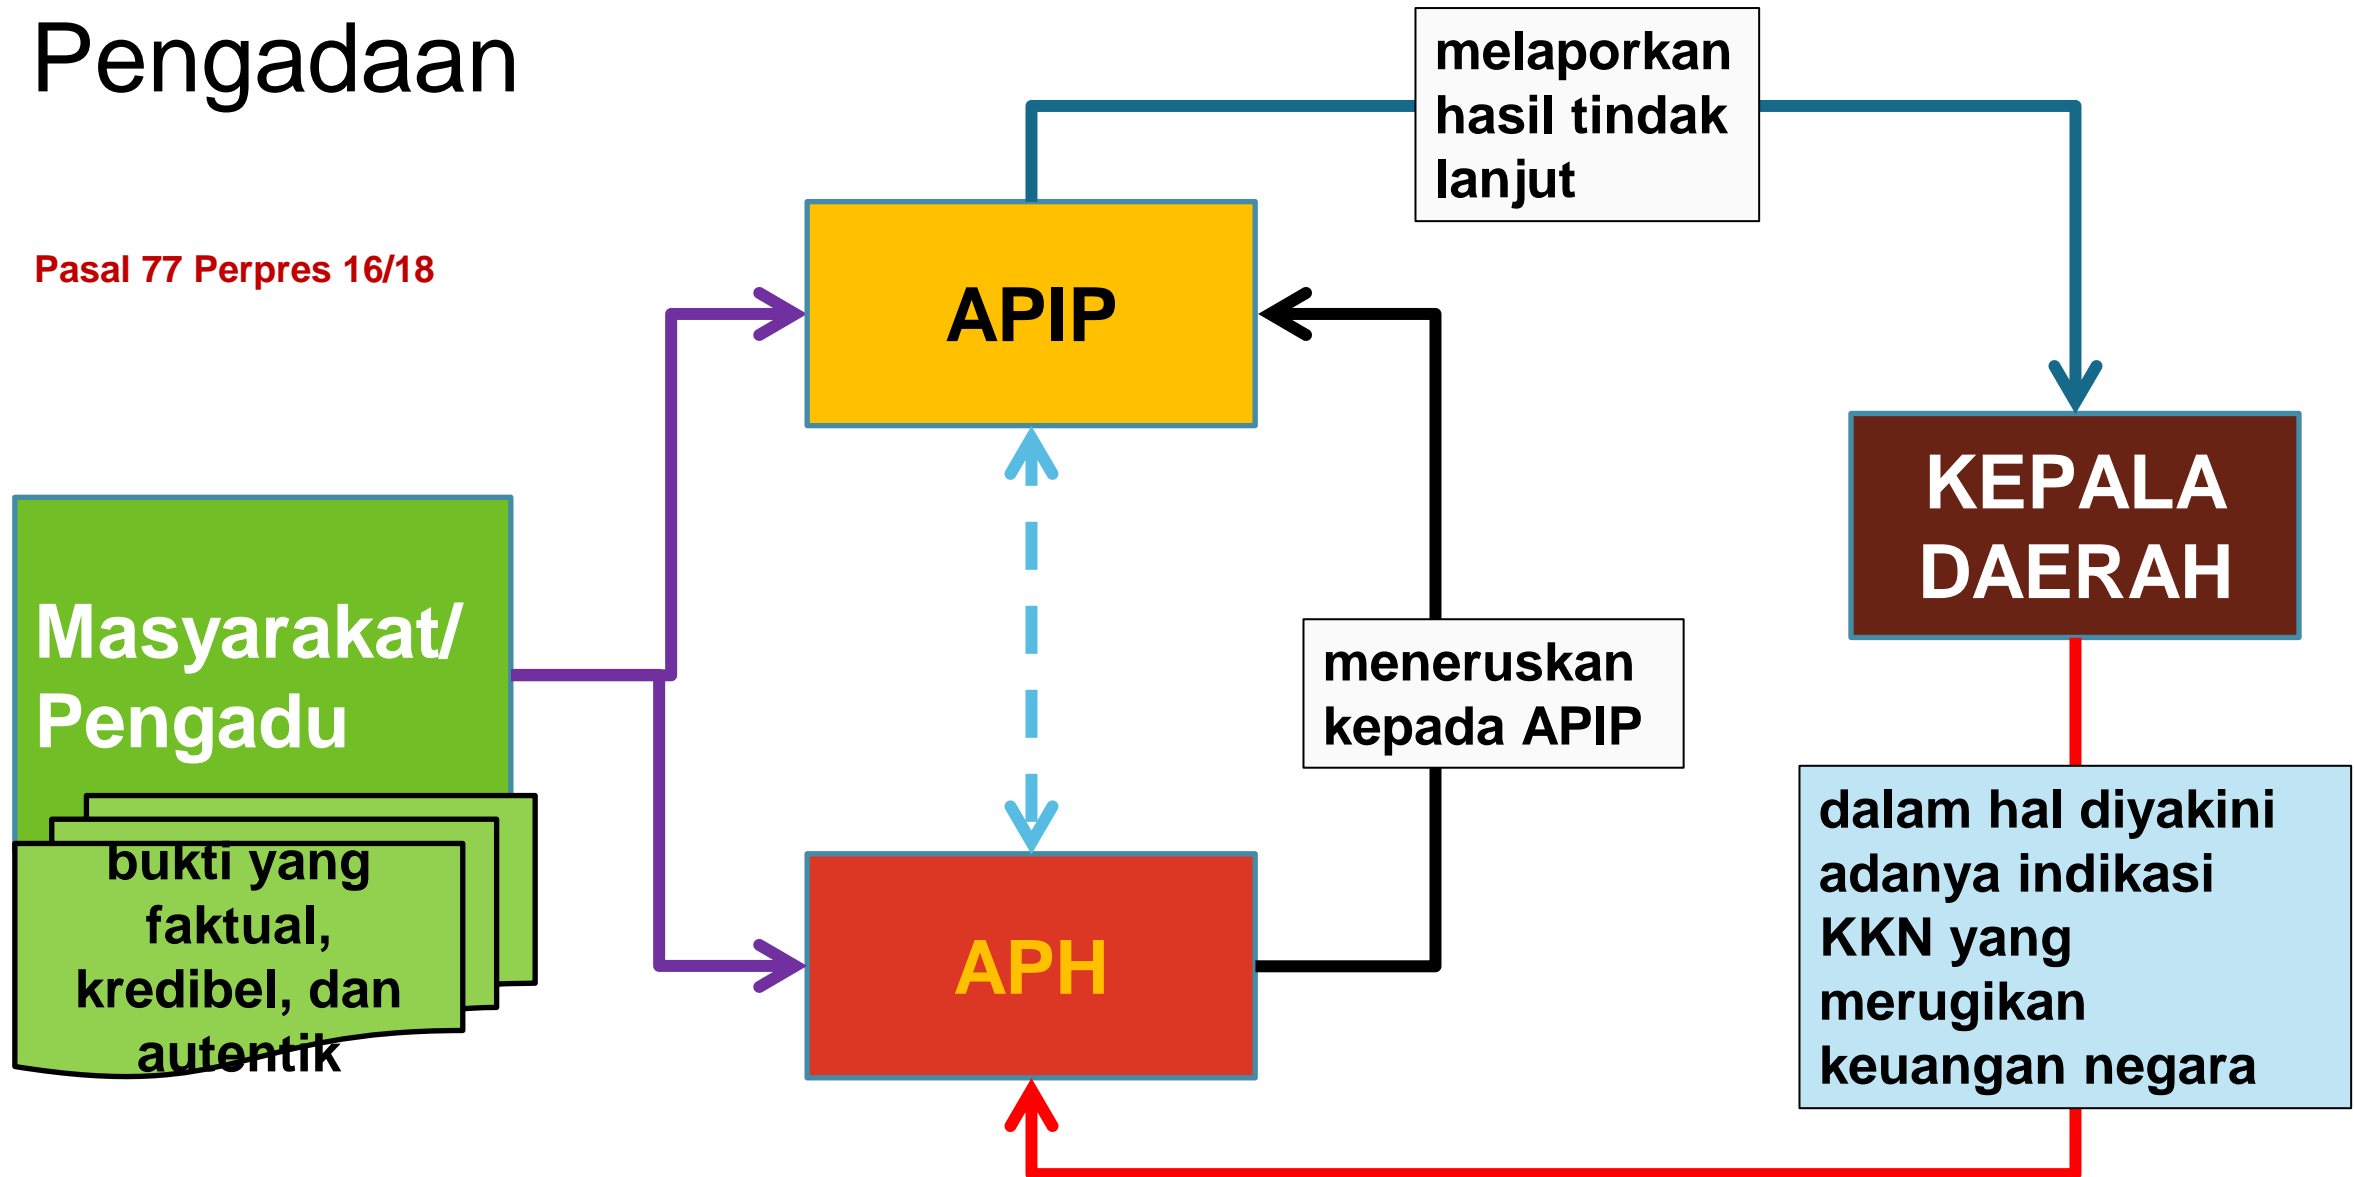 Pengadaan
Pasal 77 Perpres 16/18
melaporkan
hasil tindak
lanjut
APIP
KEPALA
DAERAH
Masyarakat/
Pengadu
meneruskan
kepada APIP
bukti yang
faktual,
kredibel, dan
autentik
APH
dalam hal diyakini
adanya indikasi
KKN yang
merugikan
keuangan negara